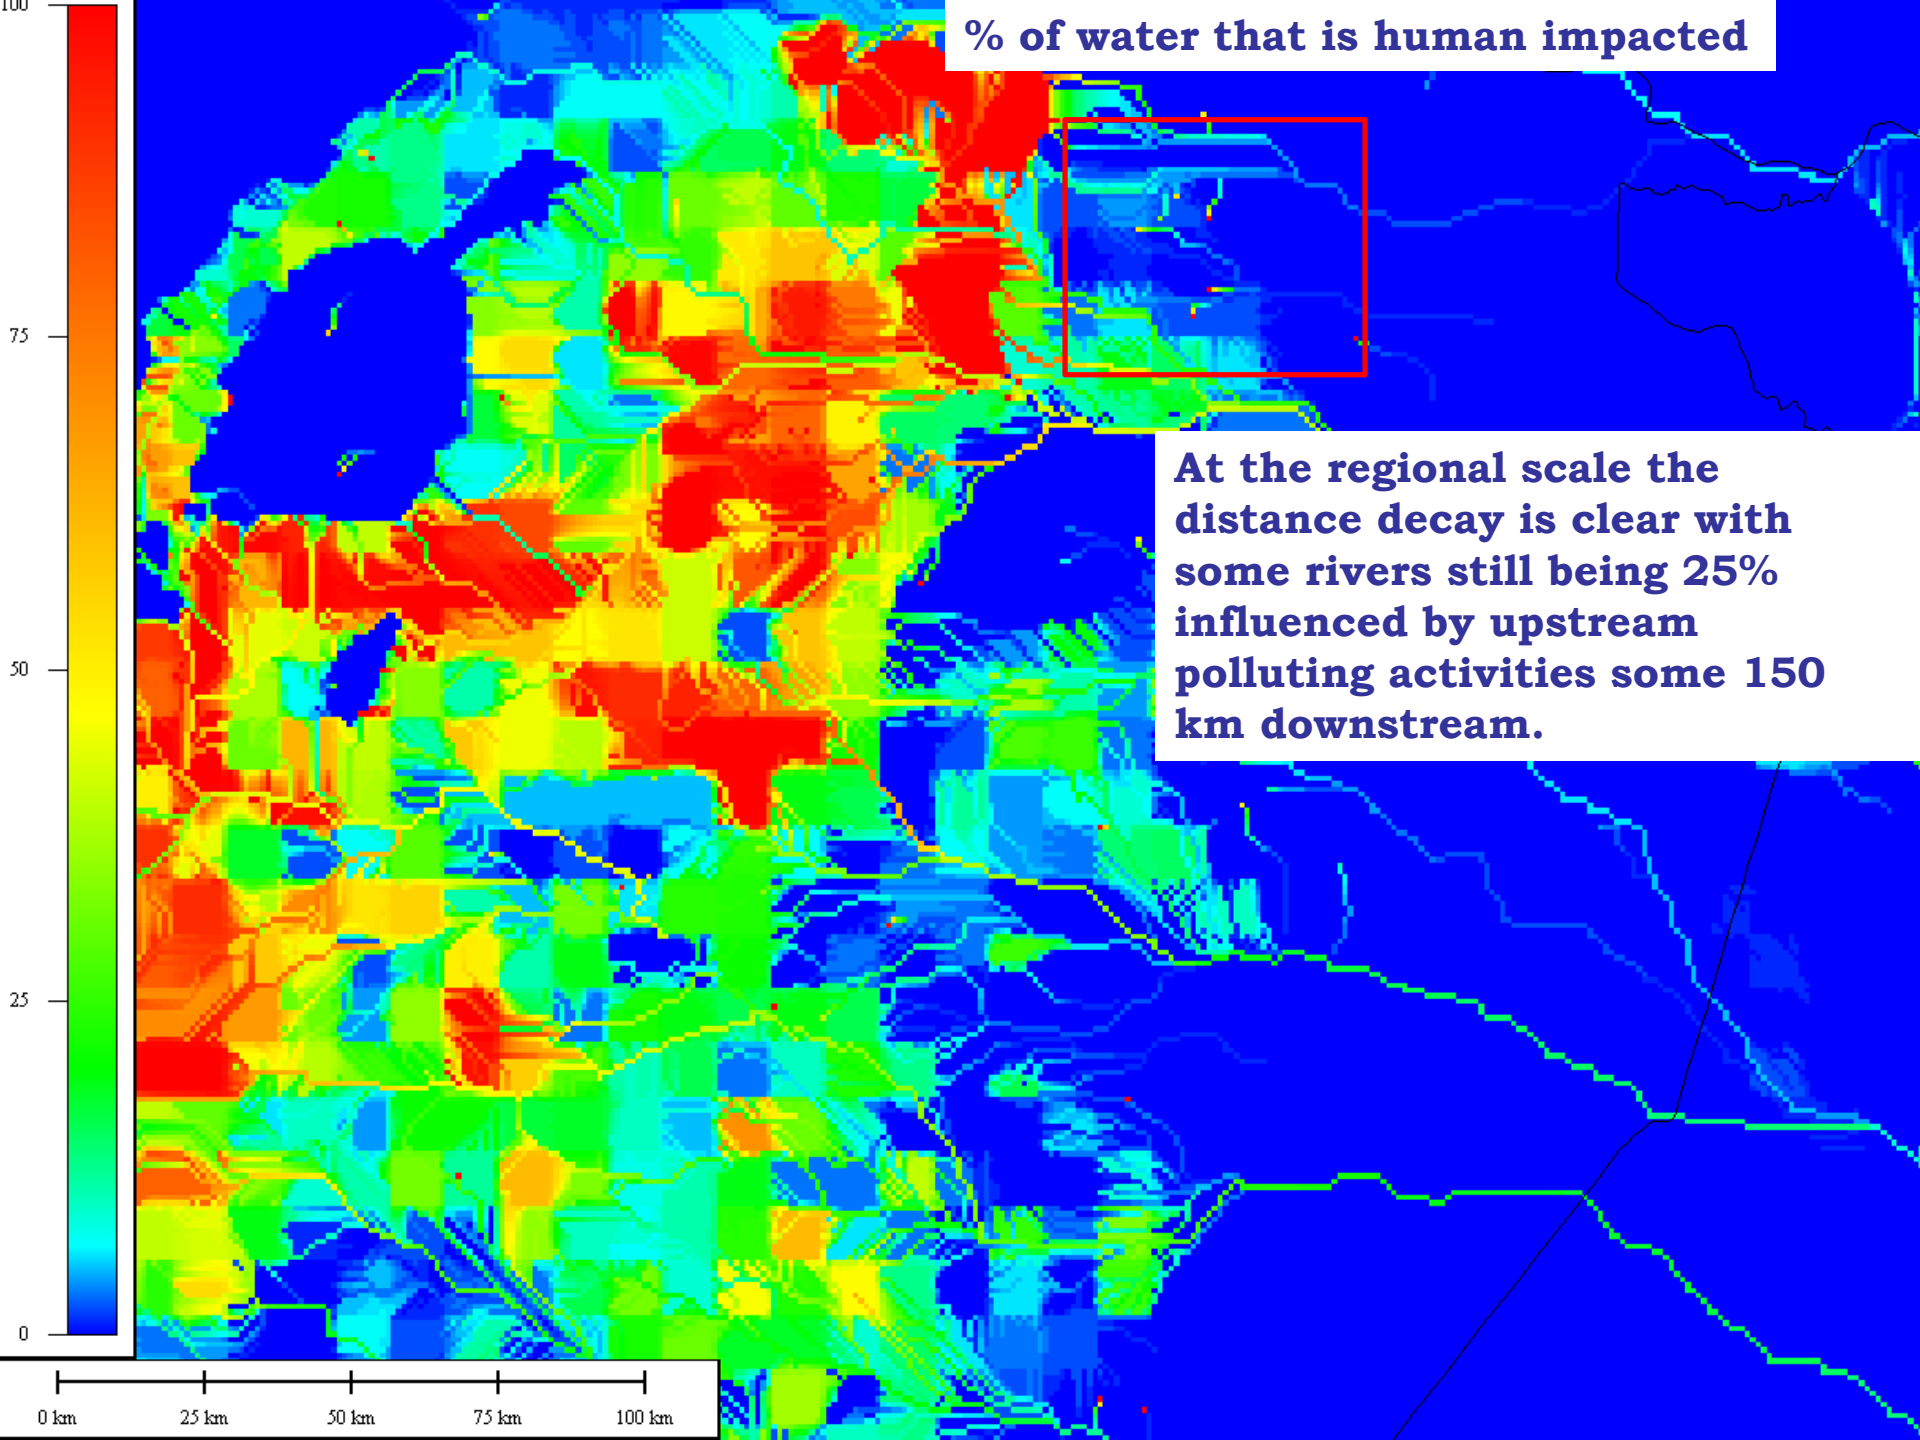 % of water that is human impacted
100
75
50
25
0
At the regional scale the
distance decay is clear with
some rivers still being 25%
influenced by upstream
polluting activities some 150
km downstream.
0 km 25 km 50 km 75 km 100 km